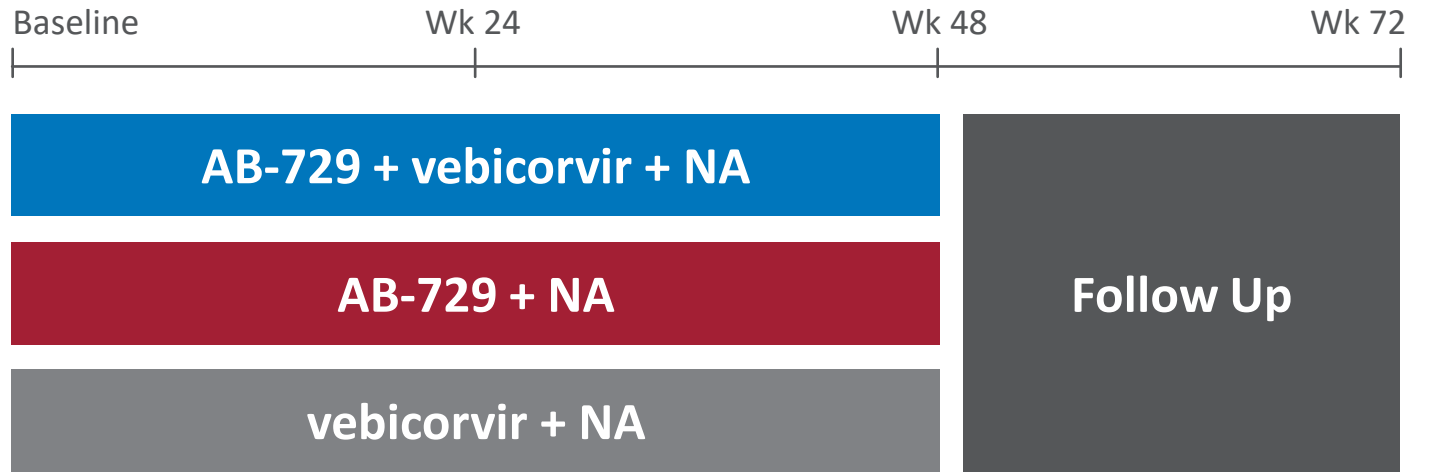 Baseline Wk 24 Wk 48 Wk 72
AB-729 + vebicorvir + NA
AB-729 + NA
Follow Up
vebicorvir + NA